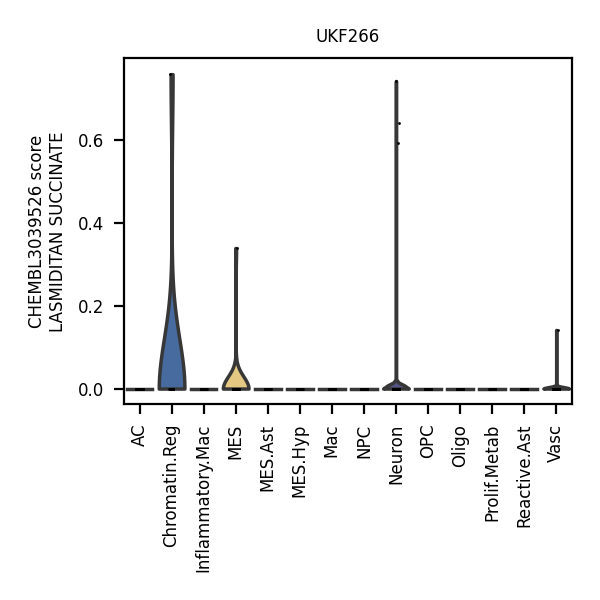 UKF266
CHEMBL3039526 score
LASMIDITAN SUCCINATE
0.6
0.4
0.2
0.0
AC
Chromatin.Reg
Inflammatory.Mac
MES
MES.Ast
MES.Hyp
Mac
NPC
Neuron
OPC
Oligo
Prolif.Metab
Reactive.Ast
Vasc